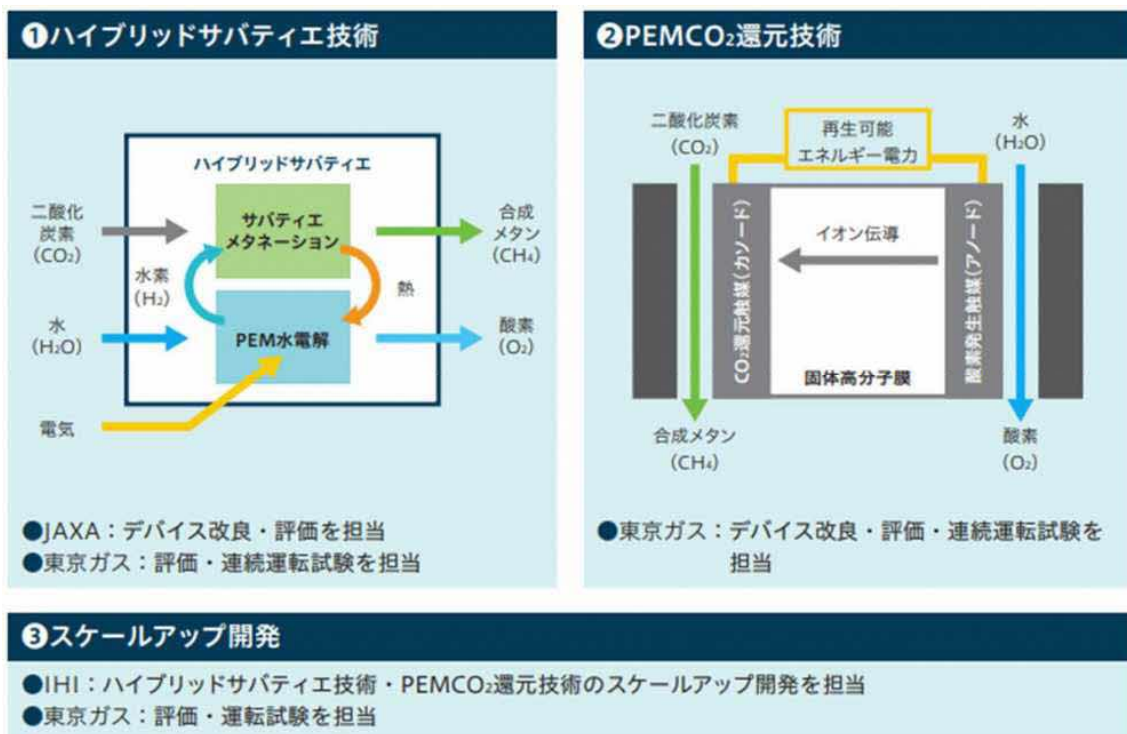 ❶ハイブリッドサバティエ技術
ハイブリッドサバティエ
二酸化
炭素
(CO₂)
サバティエ
メタネーション
合成
メタン
(CH₄)
水素
(H₂)
熱
水
(H₂O)
PEM水電解
酸素
(O₂)
電気
●JAXA：デバイス改良・評価を担当
●東京ガス：評価・連続運転試験を担当
❷PEMCO₂還元技術
二酸化炭素
(CO₂)
再生可能
エネルギー電力
水
(H₂O)
CO₂還元触媒(カソード)
イオン伝導
固体高分子膜
酸素発生触媒(アノード)
合成メタン
(CH₄)
酸素
(O₂)
●東京ガス：デバイス改良・評価・連続運転試験を
担当
❸スケールアップ開発
●IHI：ハイブリッドサバティエ技術・PEMCO₂還元技術のスケールアップ開発を担当
●東京ガス：評価・運転試験を担当